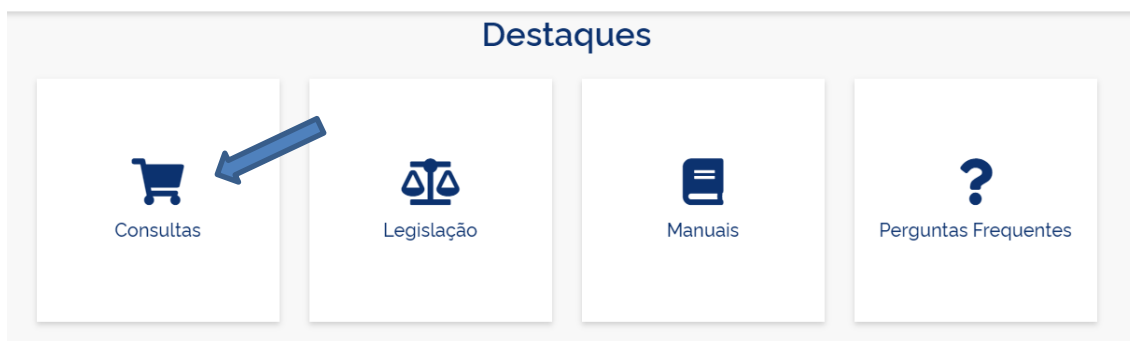 Destaques
Consultas
Legislação
Manuais
Perguntas Frequentes